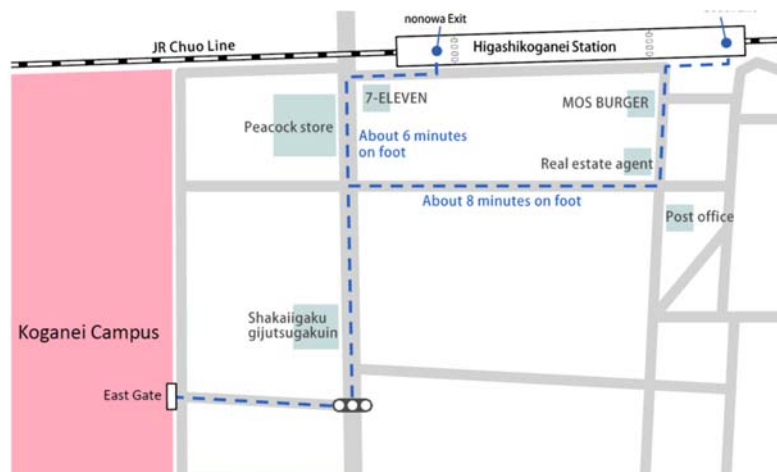 nonowa Exit
JR Chuo Line
Higashikoganei Station
7-ELEVEN
MOS BURGER
Peacock store
About 6 minutes
on foot
Real estate agent
About 8 minutes on foot
Post office
Shakaiigaku
gijutsugakuin
Koganei Campus
East Gate